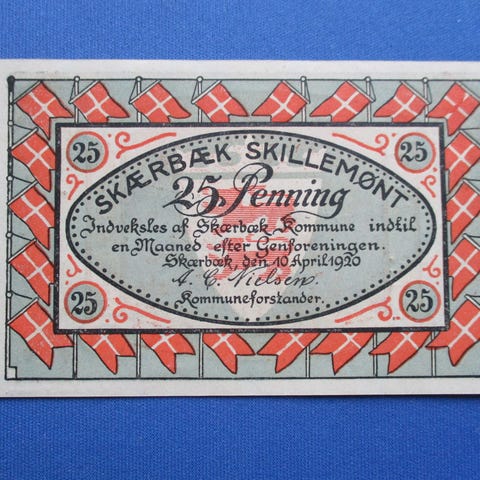 25 25
SKÆRBÆK SKILLEMØNT
25 Penning
Indveksles af Skærbæk Kommune indtil
en Maaned efter Genforeningen.
Skærbæk, den 10 April 1920
A. C. Nielsen.
Kommuneforstander.
25 25